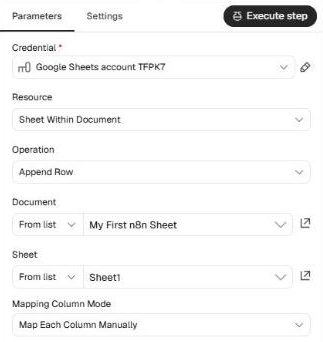 Parameters Settings Execute step
Credential *
Google Sheets account TFPK7
Resource
Sheet Within Document
Operation
Append Row
Document
From list My First n8n Sheet
Sheet
From list Sheet1
Mapping Column Mode
Map Each Column Manually